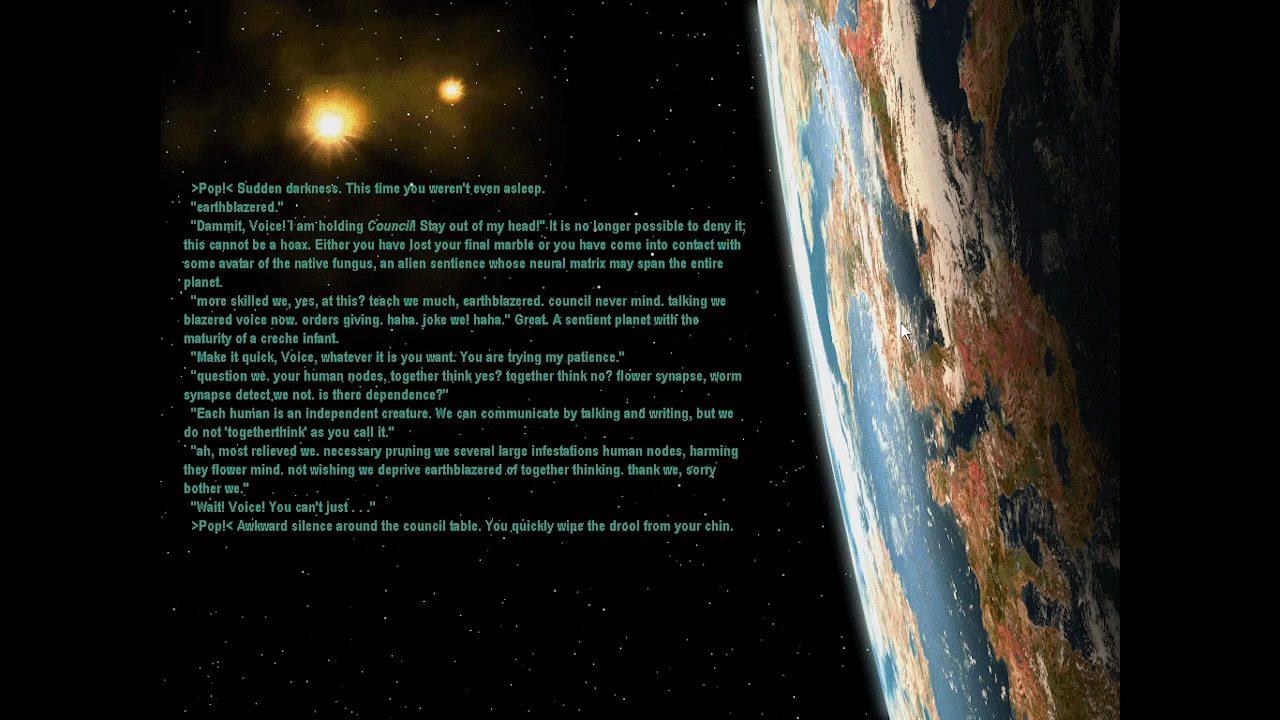 >Pop!< Sudden darkness. This time you weren't even asleep.
"earthblazered."
"Dammit, Voice! I am holding Council! Stay out of my head!" It is no longer possible to deny it;
this cannot be a hoax. Either you have lost your final marble or you have come into contact with
some avatar of the native fungus, an alien sentience whose neural matrix may span the entire
planet.
"more skilled we, yes, at this? teach we much, earthblazered. council never mind. talking we
blazered voice now. orders giving. haha. joke we! haha." Great. A sentient planet with the
maturity of a creche infant.
"Make it quick, Voice, whatever it is you want. You are trying my patience."
"question we. your human nodes, together think yes? together think no? flower synapse, worm
synapse detect we not. is there dependence?"
"Each human is an independent creature. We can communicate by talking and writing, but we
do not 'togetherthink' as you call it."
"ah, most relieved we. necessary pruning we several large infestations human nodes, harming
they flower mind. not wishing we deprive earthblazered of together thinking. thank we, sorry
bother we."
"Wait! Voice! You can't just . . ."
>Pop!< Awkward silence around the council table. You quickly wipe the drool from your chin.